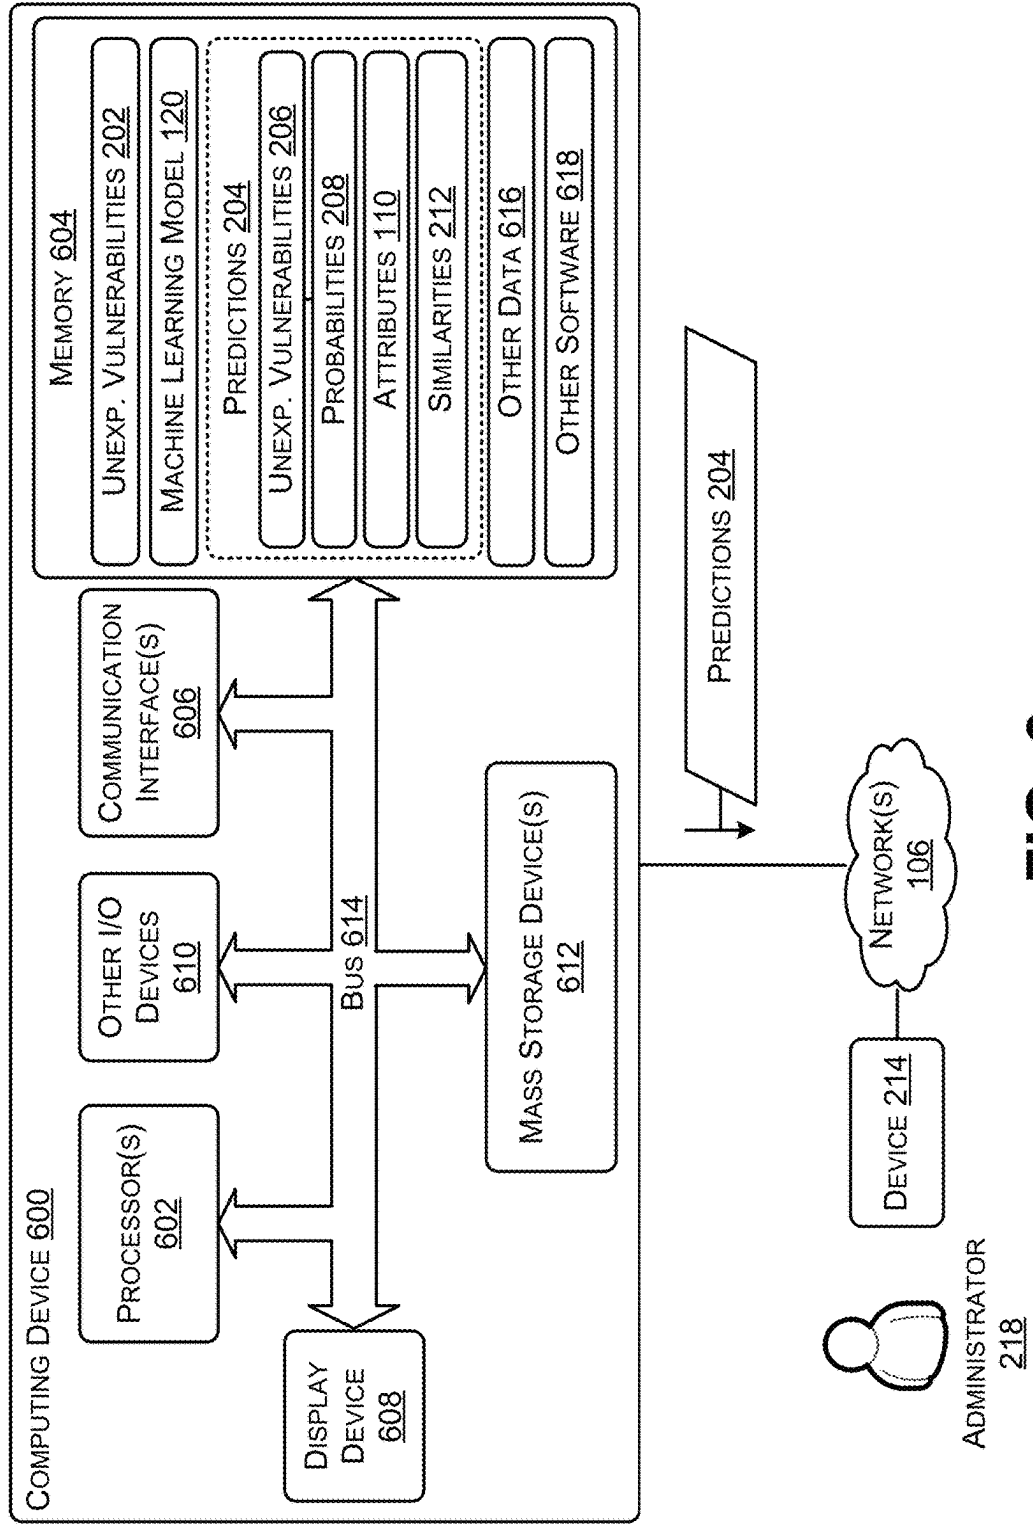 COMPUTING DEVICE 600
PROCESSOR(S)
602
OTHER I/O
DEVICES
610
COMMUNICATION
INTERFACE(S)
606
DISPLAY
DEVICE
608
BUS 614
MASS STORAGE DEVICE(S)
612
MEMORY 604
UNEXP. VULNERABILITIES 202
MACHINE LEARNING MODEL 120
PREDICTIONS 204
UNEXP. VULNERABILITIES 206
PROBABILITIES 208
ATTRIBUTES 110
SIMILARITIES 212
OTHER DATA 616
OTHER SOFTWARE 618
PREDICTIONS 204
NETWORK(S)
106
DEVICE 214
ADMINISTRATOR
218